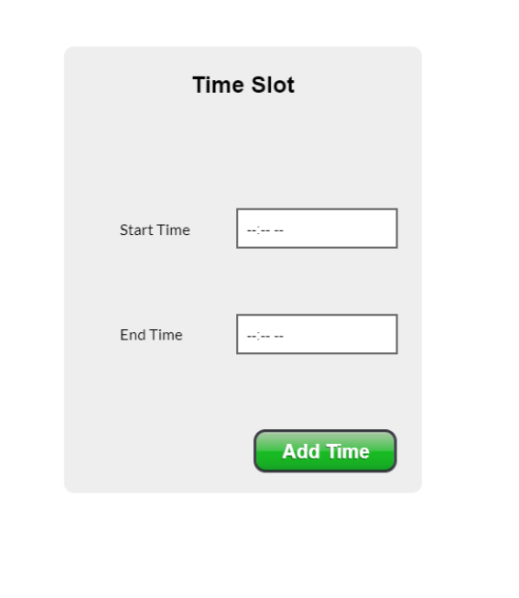 Time Slot
Start Time --:-- --
End Time --:-- --
Add Time